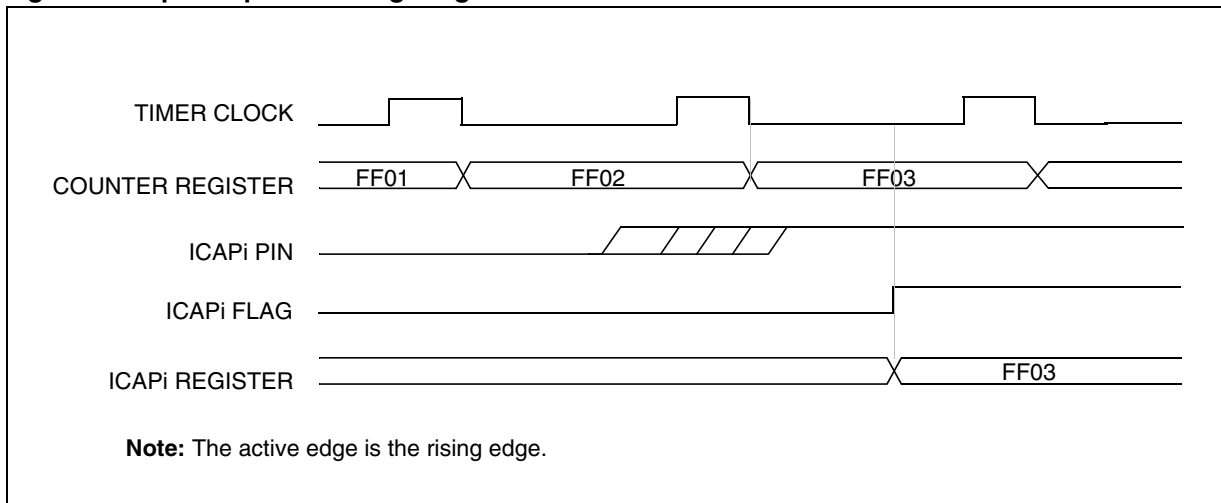 TIMER CLOCK
COUNTER REGISTER
FF01
FF02
FF03
ICAPi PIN
ICAPi FLAG
ICAPi REGISTER
FF03
Note: The active edge is the rising edge.